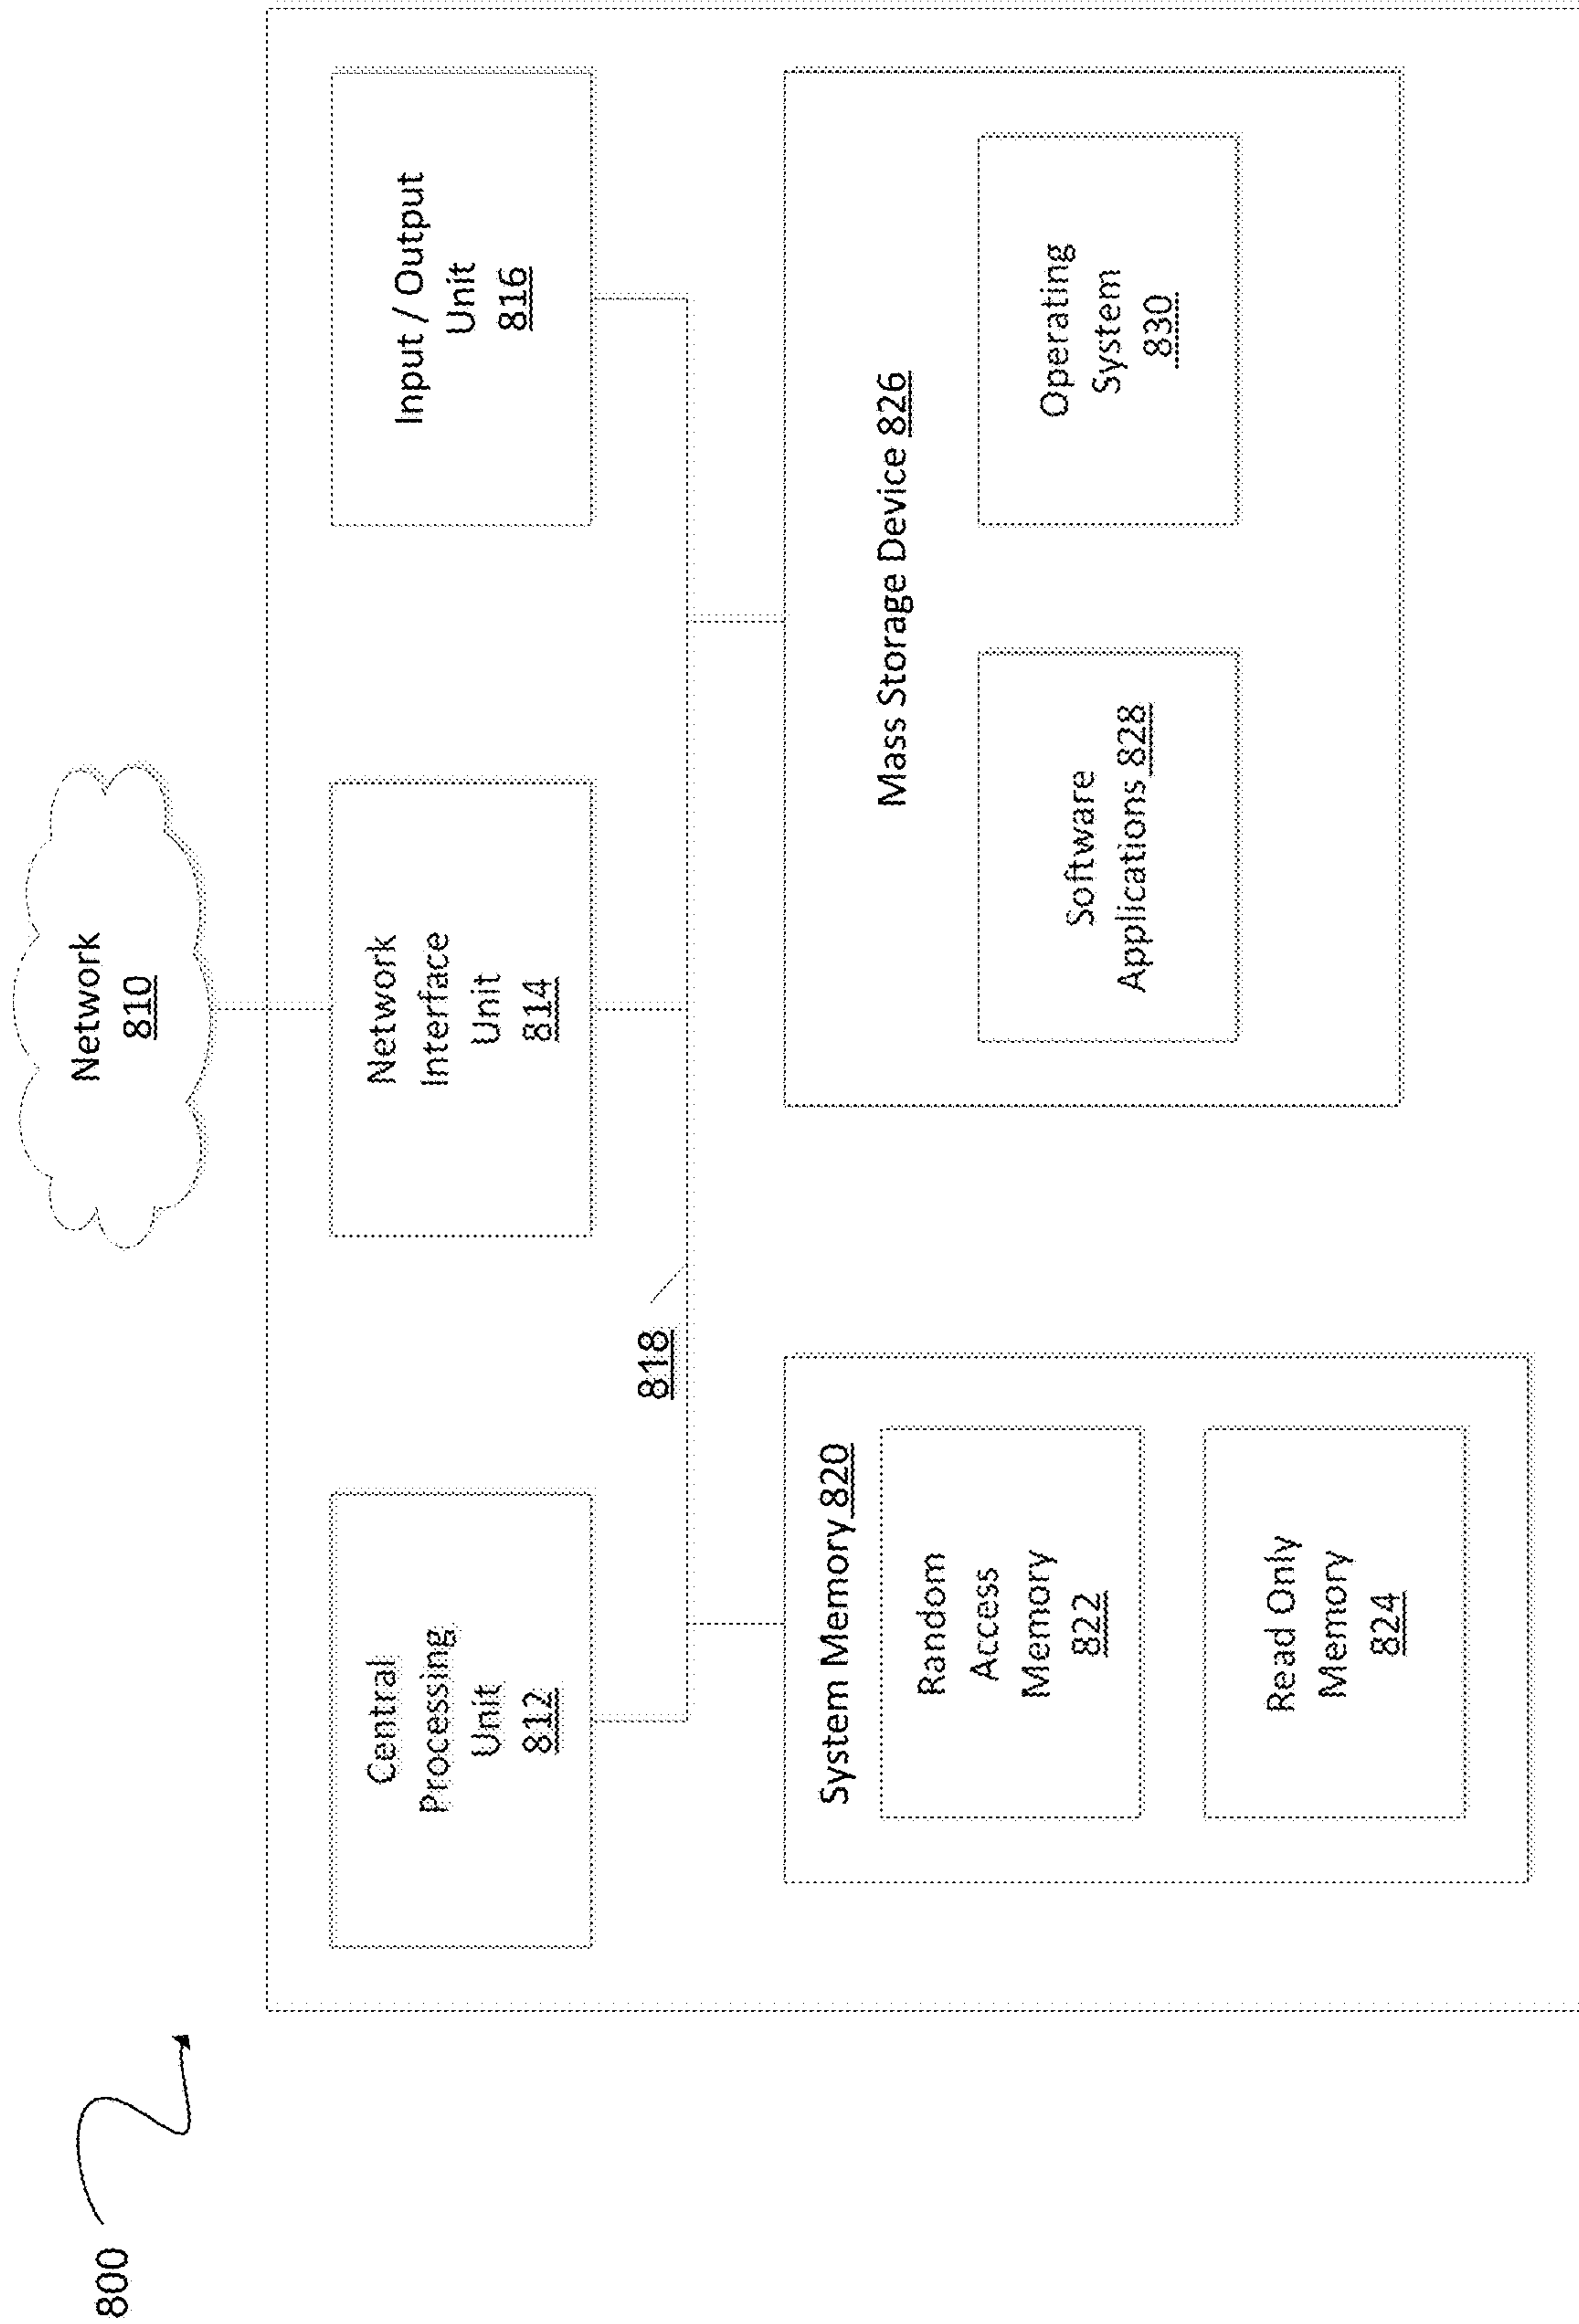 800
Network
810
Central
Processing
Unit
812
Network
Interface
Unit
814
Input / Output
Unit
816
818
System Memory 820
Random
Access
Memory
822
Read Only
Memory
824
Mass Storage Device 826
Software
Applications 828
Operating
System
830